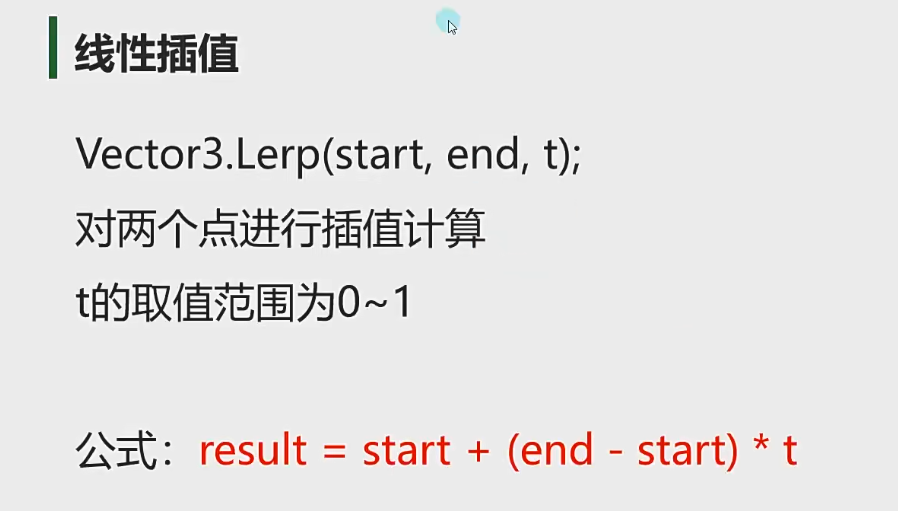 线性插值
Vector3.Lerp(start, end, t);
对两个点进行插值计算
t的取值范围为0~1
公式：result = start + (end - start) * t